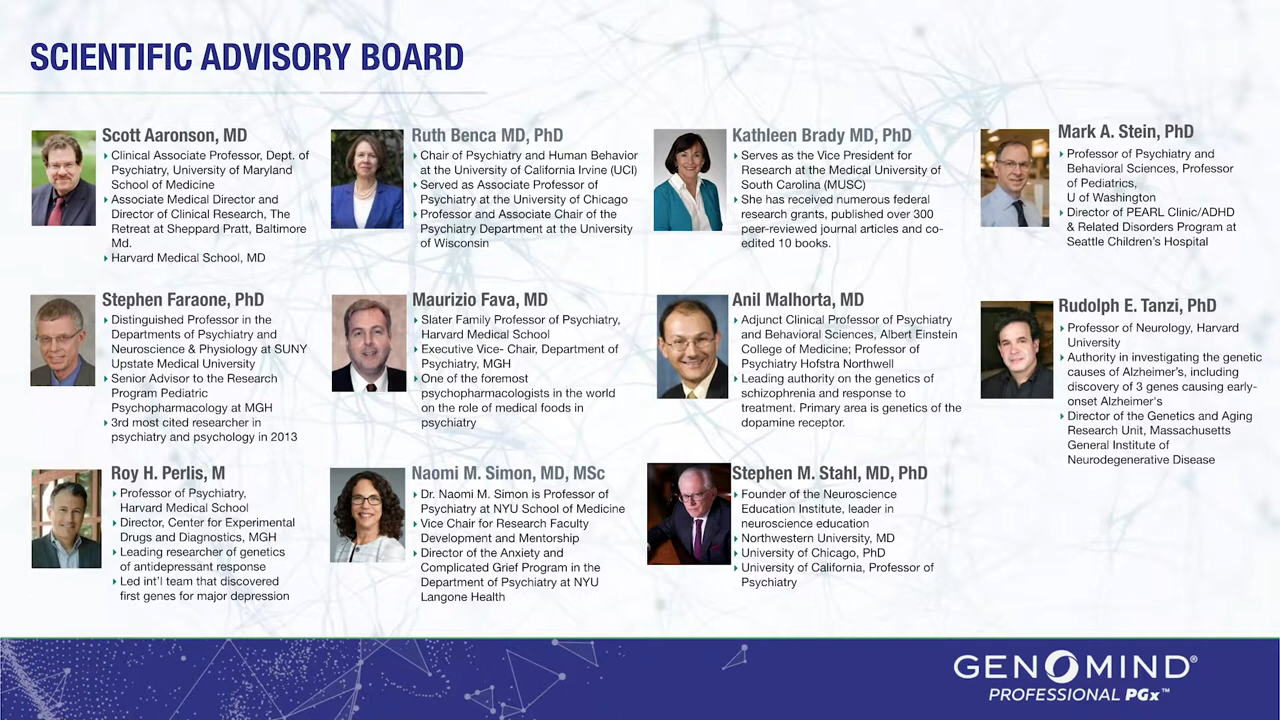 SCIENTIFIC ADVISORY BOARD
Scott Aaronson, MD
Clinical Associate Professor, Dept. of
Psychiatry, University of Maryland
School of Medicine
Associate Medical Director and
Director of Clinical Research, The
Retreat at Sheppard Pratt, Baltimore
Md.
Harvard Medical School, MD
Ruth Benca MD, PhD
Chair of Psychiatry and Human Behavior
at the University of California Irvine (UCI)
Served as Associate Professor of
Psychiatry at the University of Chicago
Professor and Associate Chair of the
Psychiatry Department at the University
of Wisconsin
Kathleen Brady MD, PhD
Serves as the Vice President for
Research at the Medical University of
South Carolina (MUSC)
She has received numerous federal
research grants, published over 300
peer-reviewed journal articles and co-
edited 10 books.
Mark A. Stein, PhD
Professor of Psychiatry and
Behavioral Sciences, Professor
of Pediatrics,
U of Washington
Director of PEARL Clinic/ADHD
& Related Disorders Program at
Seattle Children's Hospital
Stephen Faraone, PhD
Distinguished Professor in the
Departments of Psychiatry and
Neuroscience & Physiology at SUNY
Upstate Medical University
Senior Advisor to the Research
Program Pediatric
Psychopharmacology at MGH
3rd most cited researcher in
psychiatry and psychology in 2013
Maurizio Fava, MD
Slater Family Professor of Psychiatry,
Harvard Medical School
Executive Vice- Chair, Department of
Psychiatry, MGH
One of the foremost
psychopharmacologists in the world
on the role of medical foods in
psychiatry
Anil Malhorta, MD
Adjunct Clinical Professor of Psychiatry
and Behavioral Sciences, Albert Einstein
College of Medicine; Professor of
Psychiatry Hofstra Northwell
Leading authority on the genetics of
schizophrenia and response to
treatment. Primary area is genetics of the
dopamine receptor.
Rudolph E. Tanzi, PhD
Professor of Neurology, Harvard
University
Authority in investigating the genetic
causes of Alzheimer's, including
discovery of 3 genes causing early-
onset Alzheimer's
Director of the Genetics and Aging
Research Unit, Massachusetts
General Institute of
Neurodegenerative Disease
Roy H. Perlis, M
Professor of Psychiatry,
Harvard Medical School
Director, Center for Experimental
Drugs and Diagnostics, MGH
Leading researcher of genetics
of antidepressant response
Led int'l team that discovered
first genes for major depression
Naomi M. Simon, MD, MSc
Dr. Naomi M. Simon is Professor of
Psychiatry at NYU School of Medicine
Vice Chair for Research Faculty
Development and Mentorship
Director of the Anxiety and
Complicated Grief Program in the
Department of Psychiatry at NYU
Langone Health
Stephen M. Stahl, MD, PhD
Founder of the Neuroscience
Education Institute, leader in
neuroscience education
Northwestern University, MD
University of Chicago, PhD
University of California, Professor of
Psychiatry
GENOMIND®
PROFESSIONAL PGx™